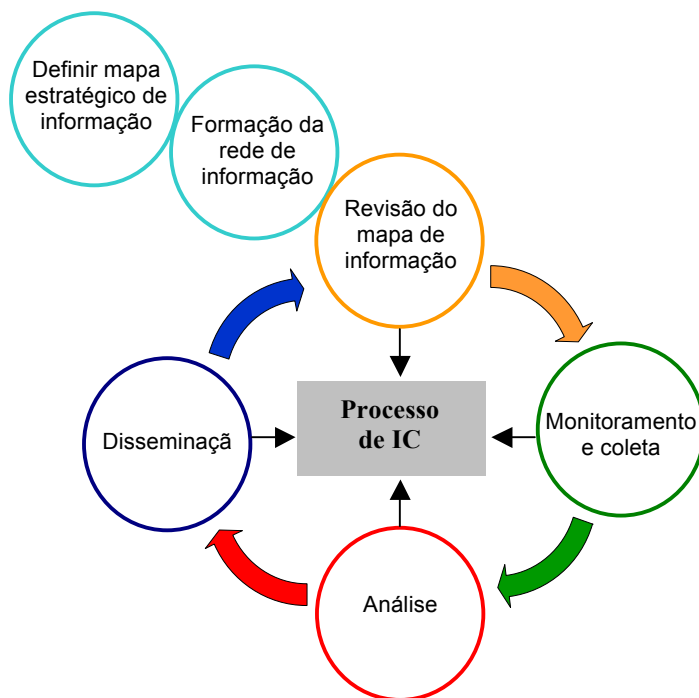 Definir mapa
estratégico de
informação
Formação da
rede de
informação
Revisão do
mapa de
informação
Processo
de IC
Monitoramento
e coleta
Disseminaçã
Análise